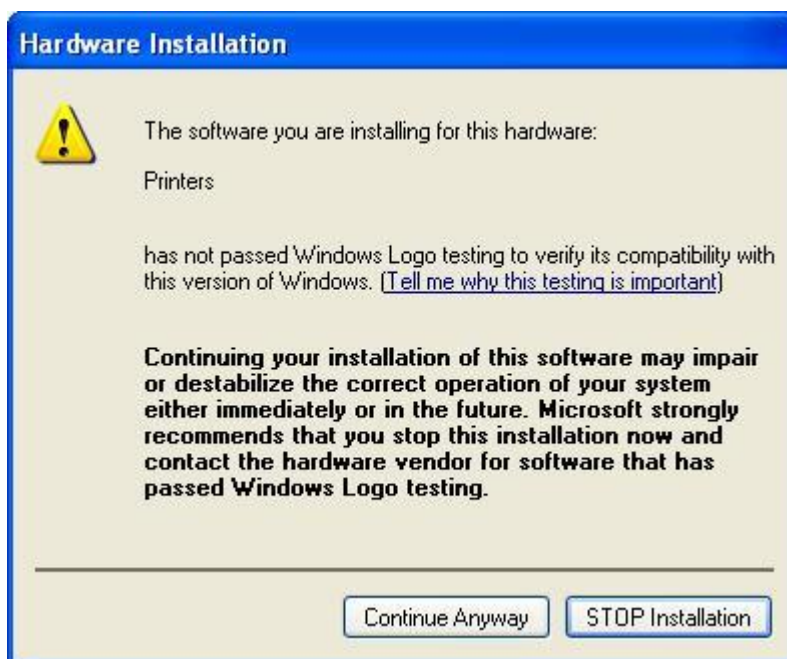 Hardware Installation
The software you are installing for this hardware:
Printers
has not passed Windows Logo testing to verify its compatibility with
this version of Windows. (Tell me why this testing is important)
Continuing your installation of this software may impair
or destabilize the correct operation of your system
either immediately or in the future. Microsoft strongly
recommends that you stop this installation now and
contact the hardware vendor for software that has
passed Windows Logo testing.
Continue Anyway
STOP Installation